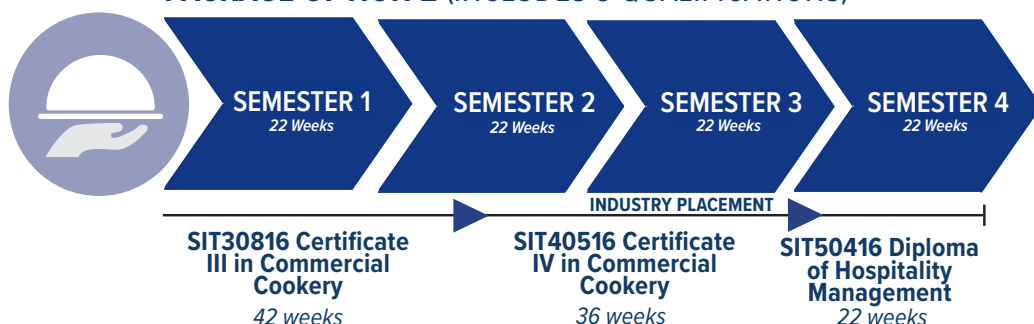 SEMESTER 1
22 Weeks
SEMESTER 2
22 Weeks
SEMESTER 3
22 Weeks
SEMESTER 4
22 Weeks
INDUSTRY PLACEMENT
SIT30816 Certificate
III in Commercial
Cookery
42 weeks
SIT40516 Certificate
IV in Commercial
Cookery
36 weeks
SIT50416 Diploma
of Hospitality
Management
22 weeks